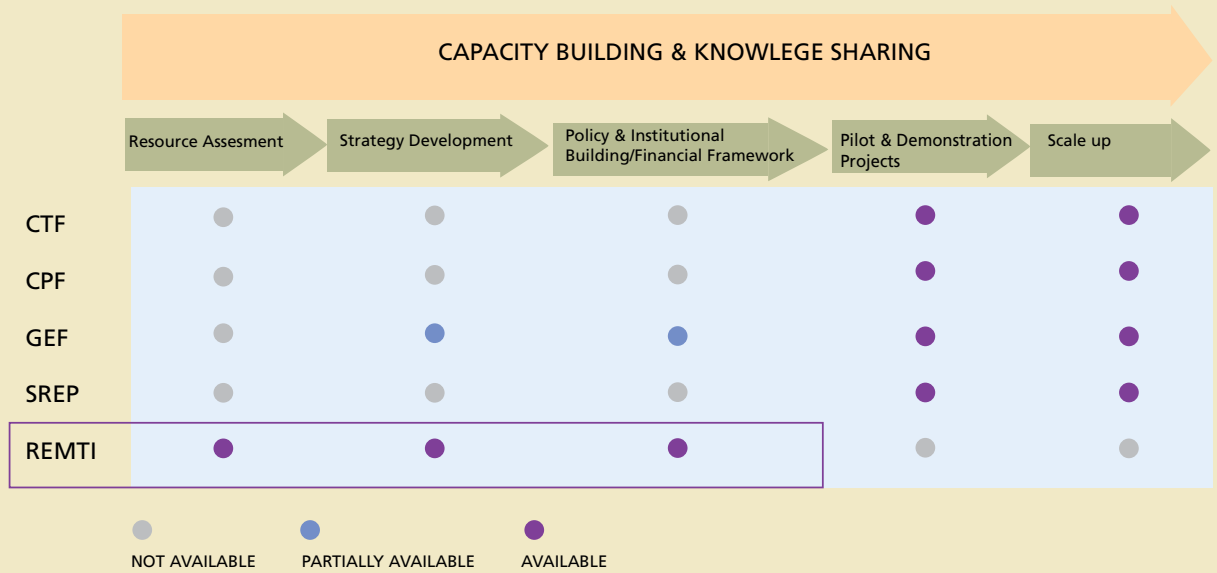 CAPACITY BUILDING & KNOWLEGE SHARING
Resource Assesment
Strategy Development
Policy & Institutional
Building/Financial Framework
Pilot & Demonstration
Projects
Scale up
CTF
CPF
GEF
SREP
REMTI
NOT AVAILABLE
PARTIALLY AVAILABLE
AVAILABLE